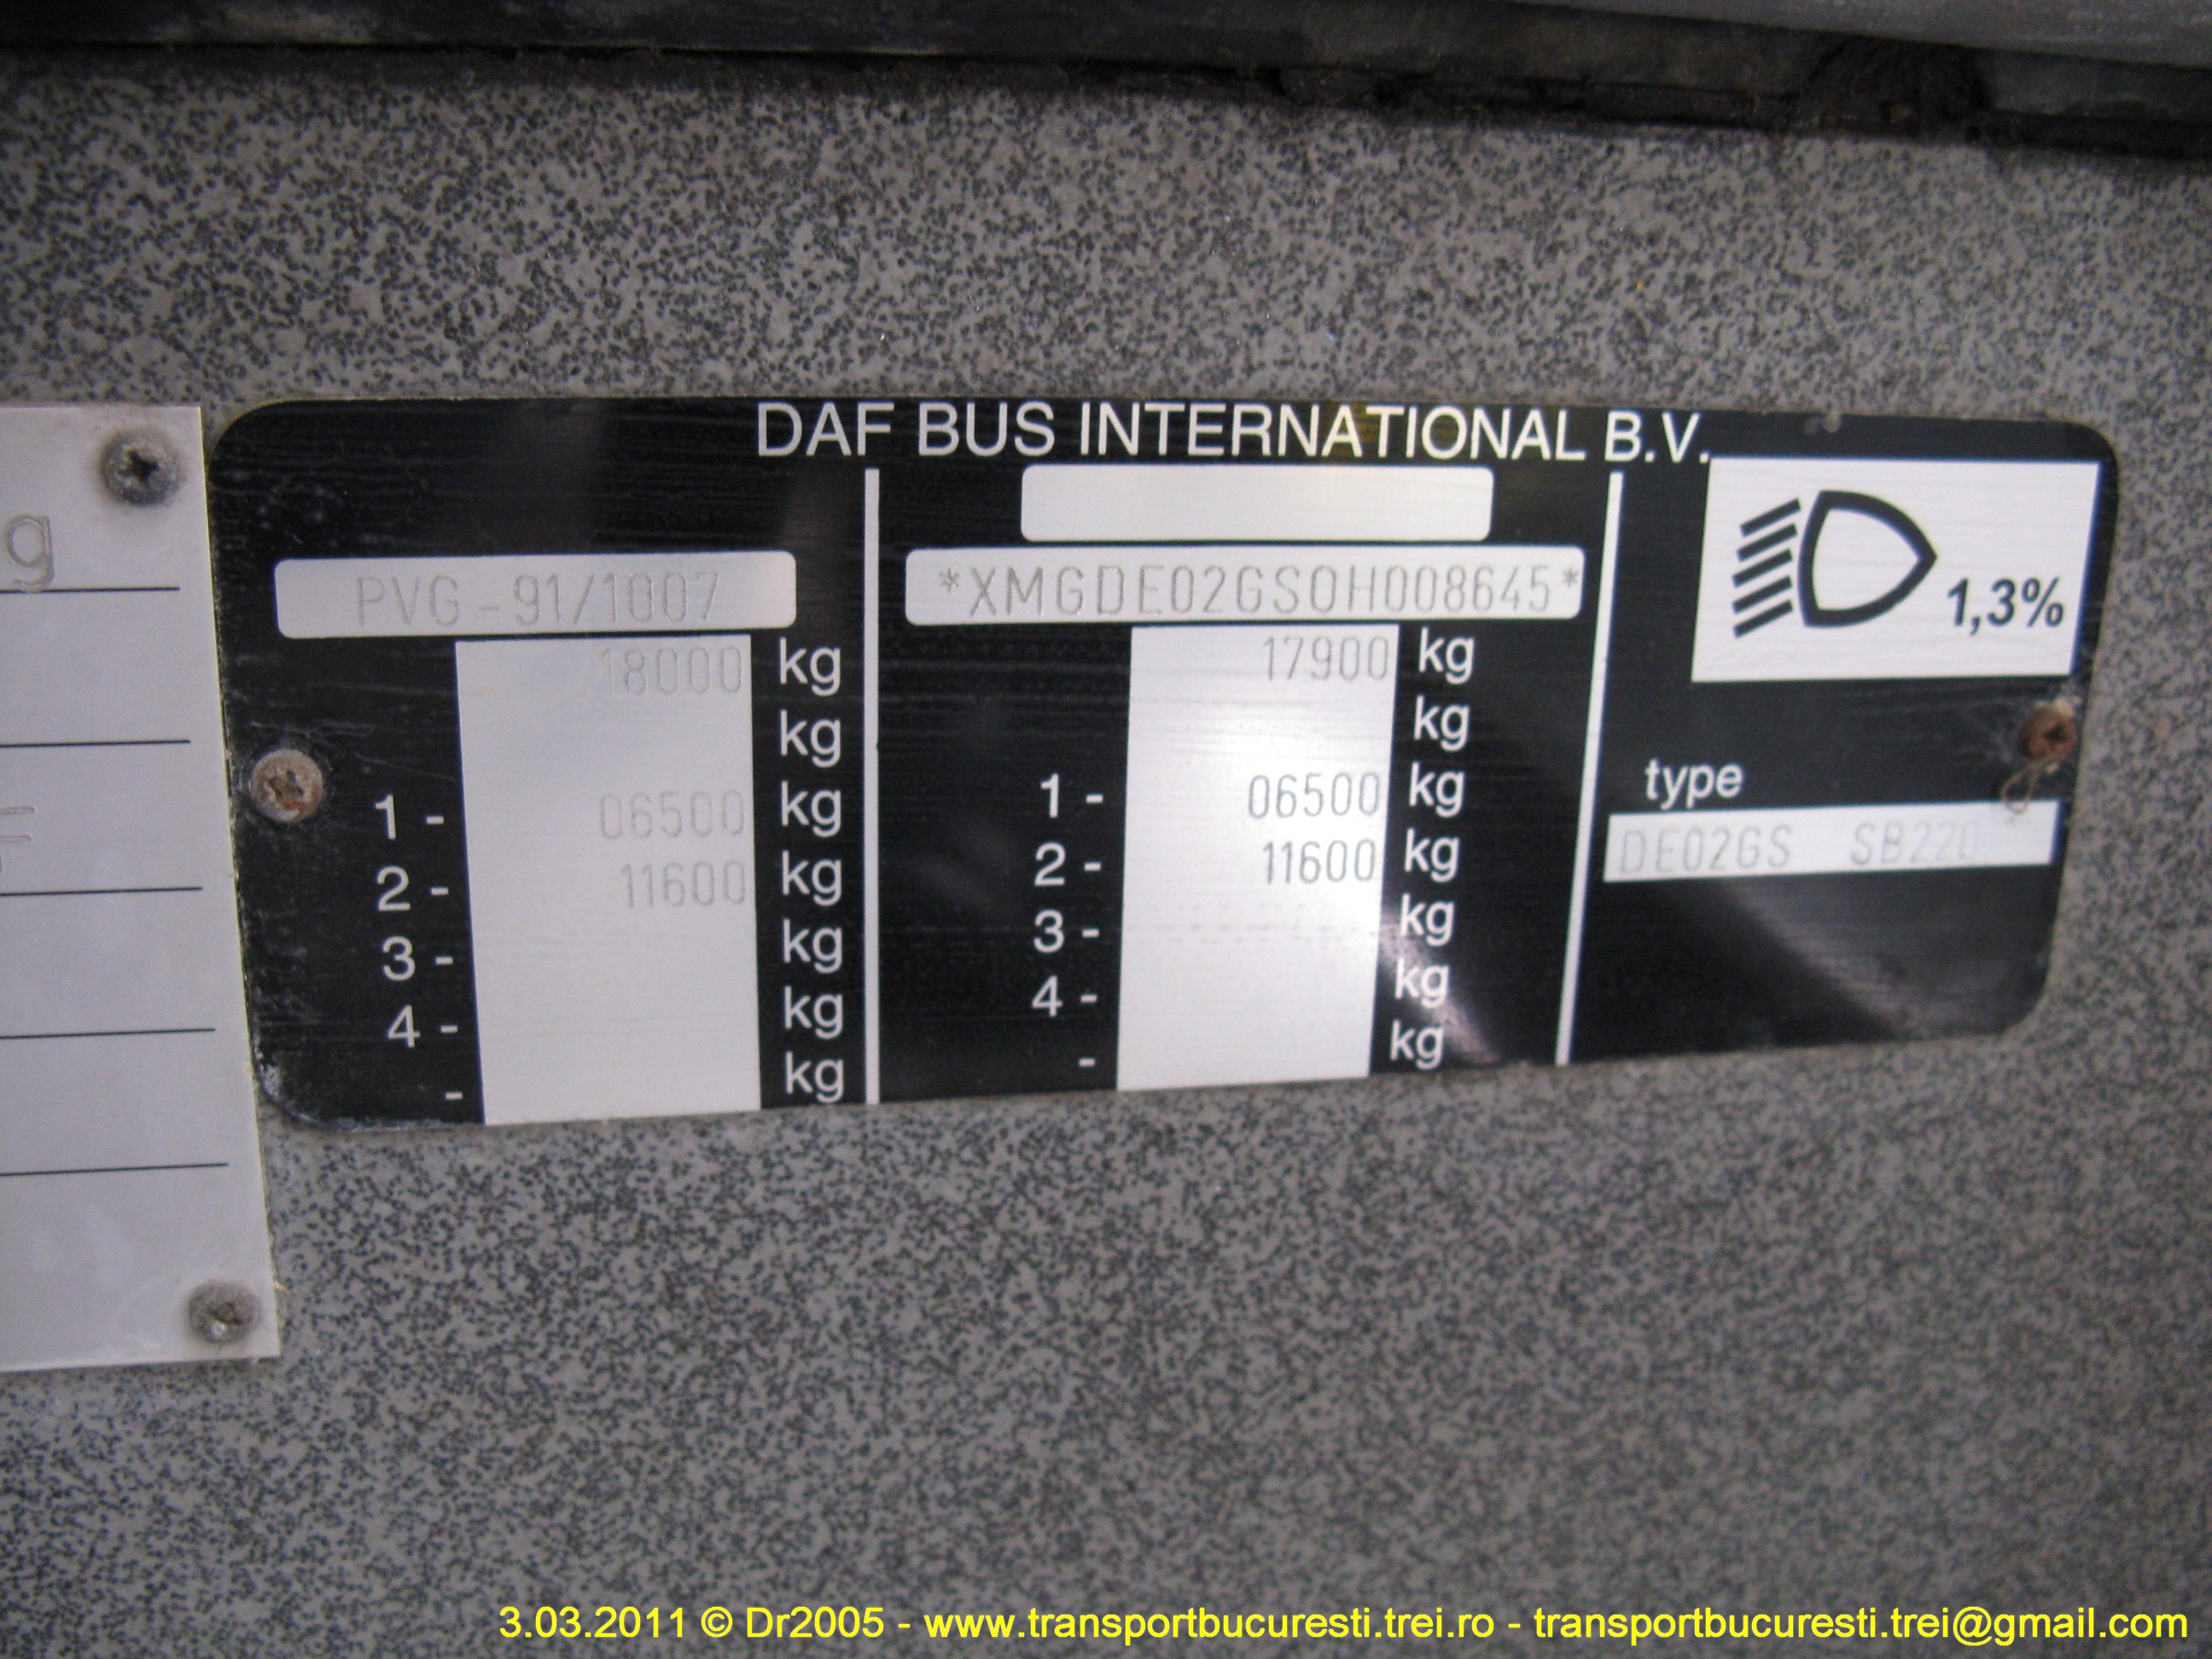 g
DAF BUS INTERNATIONAL B.V.
PVG-91/1007
18000 kg
kg
1- 06500 kg
2- 11600 kg
3- kg
4- kg
- kg
*XMGDE02GS0H008645*
17900 kg
kg
1- 06500 kg
2- 11600 kg
3- kg
4- kg
- kg
1,3%
type
DE02GS SB220
3.03.2011 © Dr2005 - www.transportbucuresti.trei.ro - transportbucuresti.trei@gmail.com